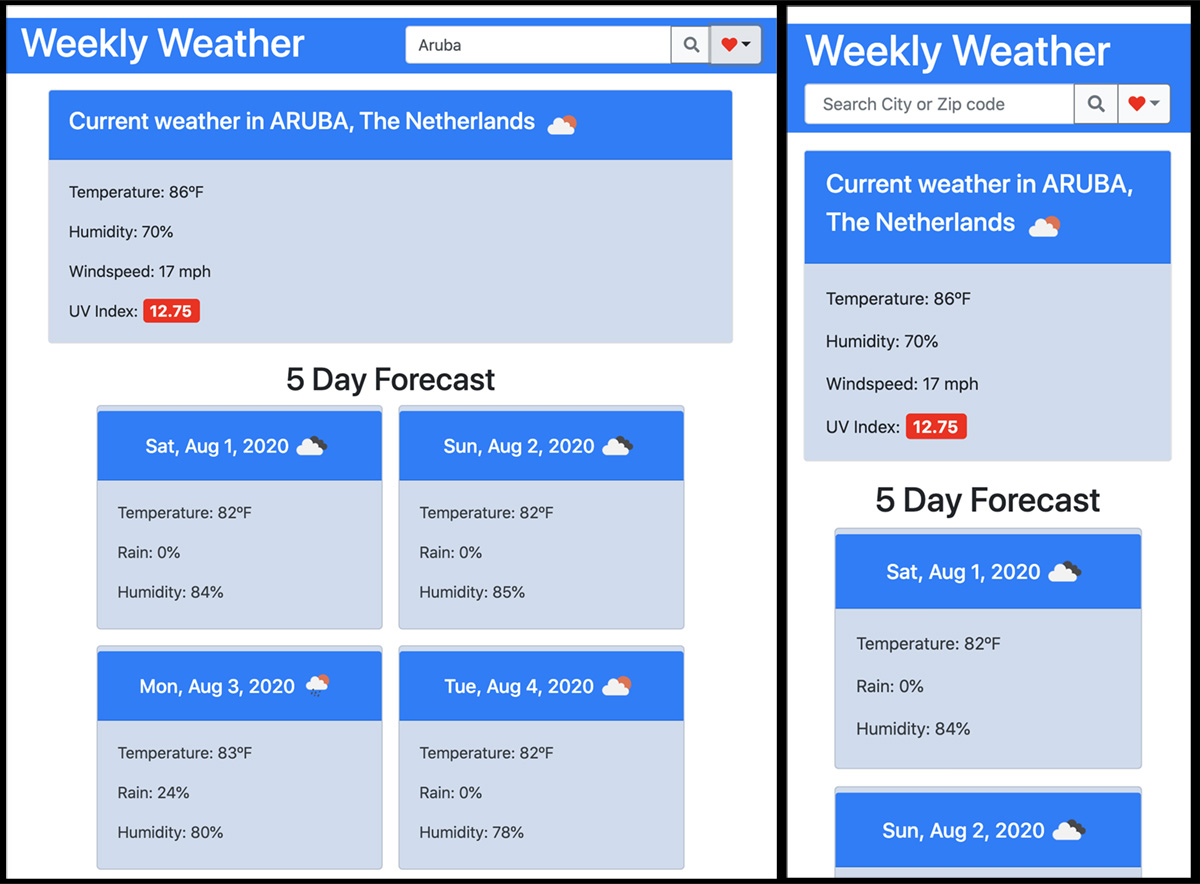 Weekly Weather
Aruba
Current weather in ARUBA, The Netherlands
Temperature: 86ºF
Humidity: 70%
Windspeed: 17 mph
UV Index: 12.75
5 Day Forecast
Sat, Aug 1, 2020
Temperature: 82ºF
Rain: 0%
Humidity: 84%
Sun, Aug 2, 2020
Temperature: 82ºF
Rain: 0%
Humidity: 85%
Mon, Aug 3, 2020
Temperature: 83ºF
Rain: 24%
Humidity: 80%
Tue, Aug 4, 2020
Temperature: 82ºF
Rain: 0%
Humidity: 78%
Weekly Weather
Search City or Zip code
Current weather in ARUBA,
The Netherlands
Temperature: 86ºF
Humidity: 70%
Windspeed: 17 mph
UV Index: 12.75
5 Day Forecast
Sat, Aug 1, 2020
Temperature: 82ºF
Rain: 0%
Humidity: 84%
Sun, Aug 2, 2020